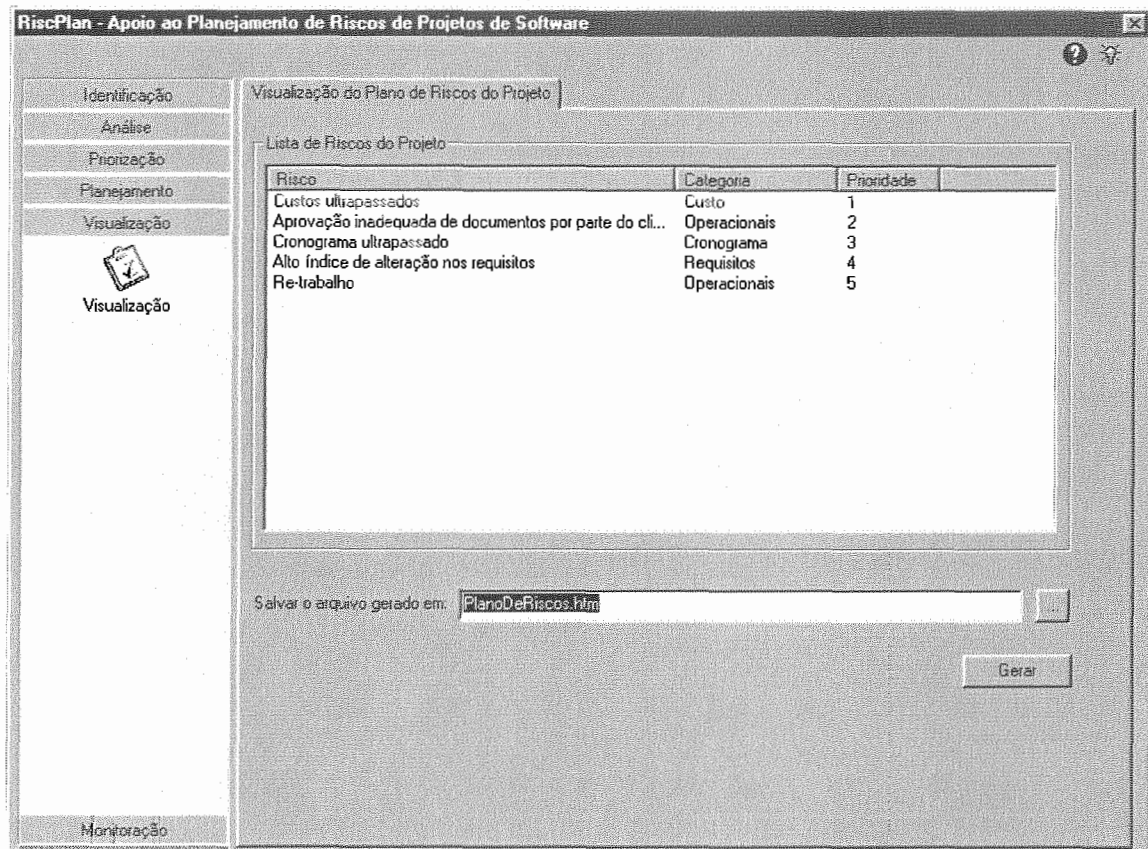 RiscPlan - Apoio ao Planejamento de Riscos de Projetos de Software
Identificação
Análise
Priorização
Planejamento
Visualização
Visualização
Monitoração
Visualização do Plano de Riscos do Projeto
Lista de Riscos do Projeto
Risco Categoria Prioridade
Custos ultrapassados Custo 1
Aprovação inadequada de documentos por parte do cli... Operacionais 2
Cronograma ultrapassado Cronograma 3
Alto índice de alteração nos requisitos Requisitos 4
Re-trabalho Operacionais 5
Salvar o arquivo gerado em: PlanoDeRiscos.htm ...
Gerar